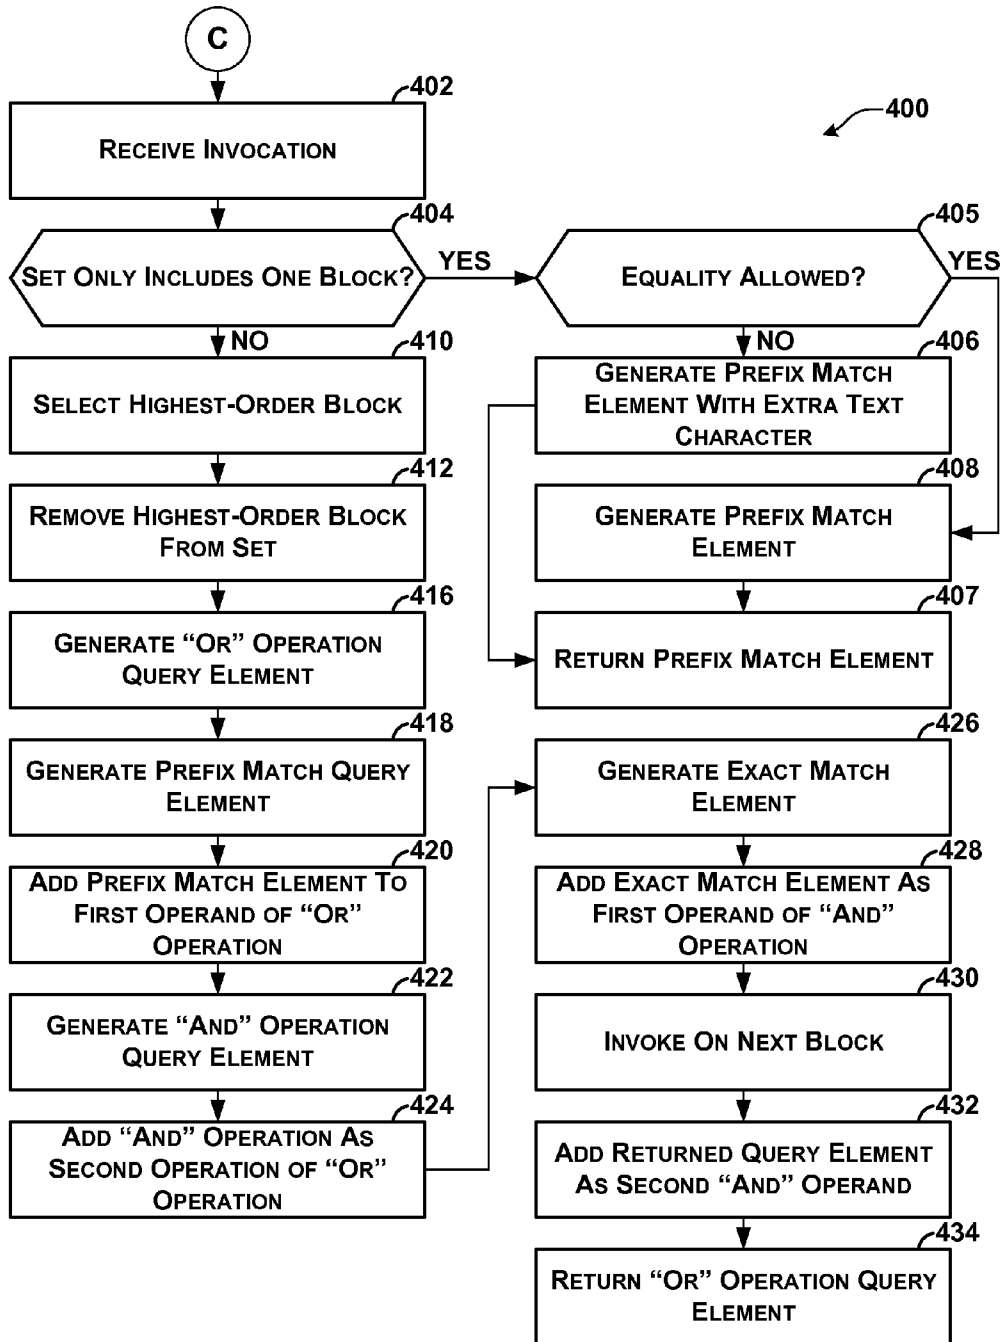 C
402
RECEIVE INVOCATION
400
404
SET ONLY INCLUDES ONE BLOCK?
YES
405
EQUALITY ALLOWED?
YES
NO
410
SELECT HIGHEST-ORDER BLOCK
NO
406
GENERATE PREFIX MATCH
ELEMENT WITH EXTRA TEXT
CHARACTER
412
REMOVE HIGHEST-ORDER BLOCK
FROM SET
408
GENERATE PREFIX MATCH
ELEMENT
416
GENERATE “OR” OPERATION
QUERY ELEMENT
407
RETURN PREFIX MATCH ELEMENT
418
GENERATE PREFIX MATCH QUERY
ELEMENT
426
GENERATE EXACT MATCH
ELEMENT
420
ADD PREFIX MATCH ELEMENT TO
FIRST OPERAND OF “OR”
OPERATION
428
ADD EXACT MATCH ELEMENT AS
FIRST OPERAND OF “AND”
OPERATION
422
GENERATE “AND” OPERATION
QUERY ELEMENT
430
INVOKE ON NEXT BLOCK
424
ADD “AND” OPERATION AS
SECOND OPERATION OF “OR”
OPERATION
432
ADD RETURNED QUERY ELEMENT
AS SECOND “AND” OPERAND
434
RETURN “OR” OPERATION QUERY
ELEMENT